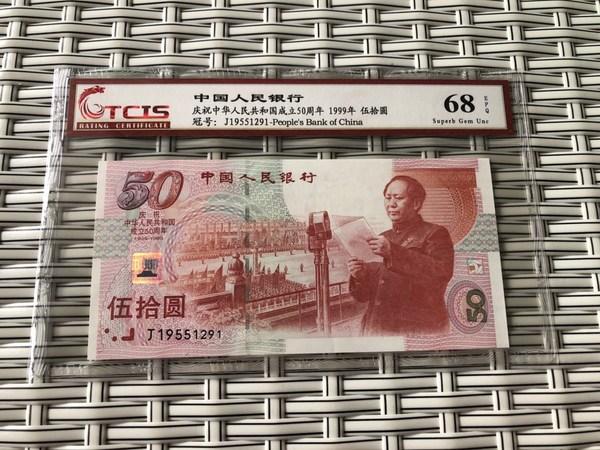 TCIS
RATING CERTIFICATE
中国人民银行
庆祝中华人民共和国成立50周年 1999年 伍拾圆
冠号: J19551291-People's Bank of China
68 EPQ
Superb Gem Unc
50
中国人民银行
庆祝
中华人民共和国
成立50周年
1949-1999
伍拾圆
J19551291
50